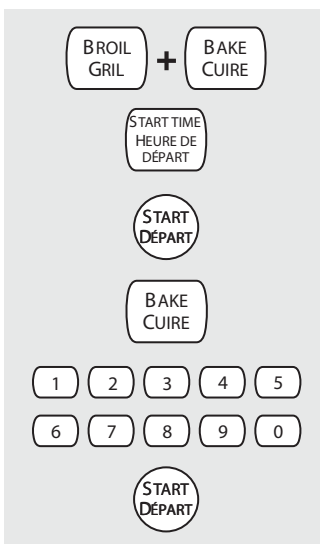 BROIL + BAKE
GRIL CUIRE
START TIME
HEURE DE
DÉPART
START
DÉPART
BAKE
CUIRE
1 2 3 4 5
6 7 8 9 0
START
DÉPART